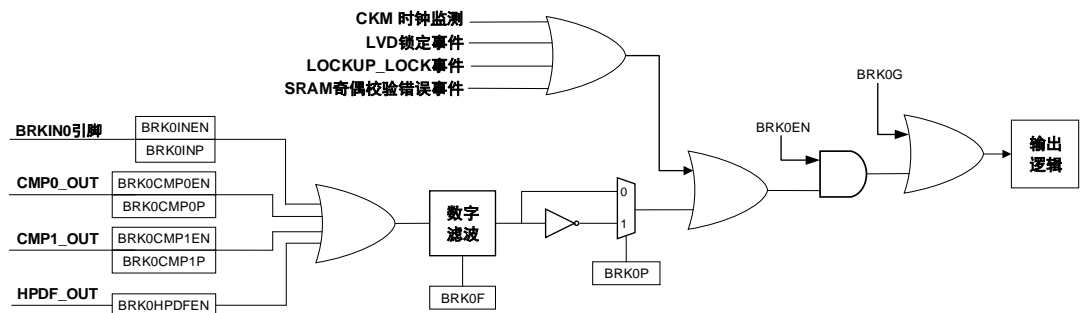 CKM 时钟监测
LVD锁定事件
LOCKUP_LOCK事件
SRAM奇偶校验错误事件
BRK0G
BRK0EN
输出
逻辑
BRKIN0引脚
BRK0INEN
BRK0INP
CMP0_OUT
BRK0CMP0EN
BRK0CMP0P
CMP1_OUT
BRK0CMP1EN
BRK0CMP1P
HPDF_OUT
BRK0HPDFEN
数字
滤波
BRK0F
0
1
BRK0P